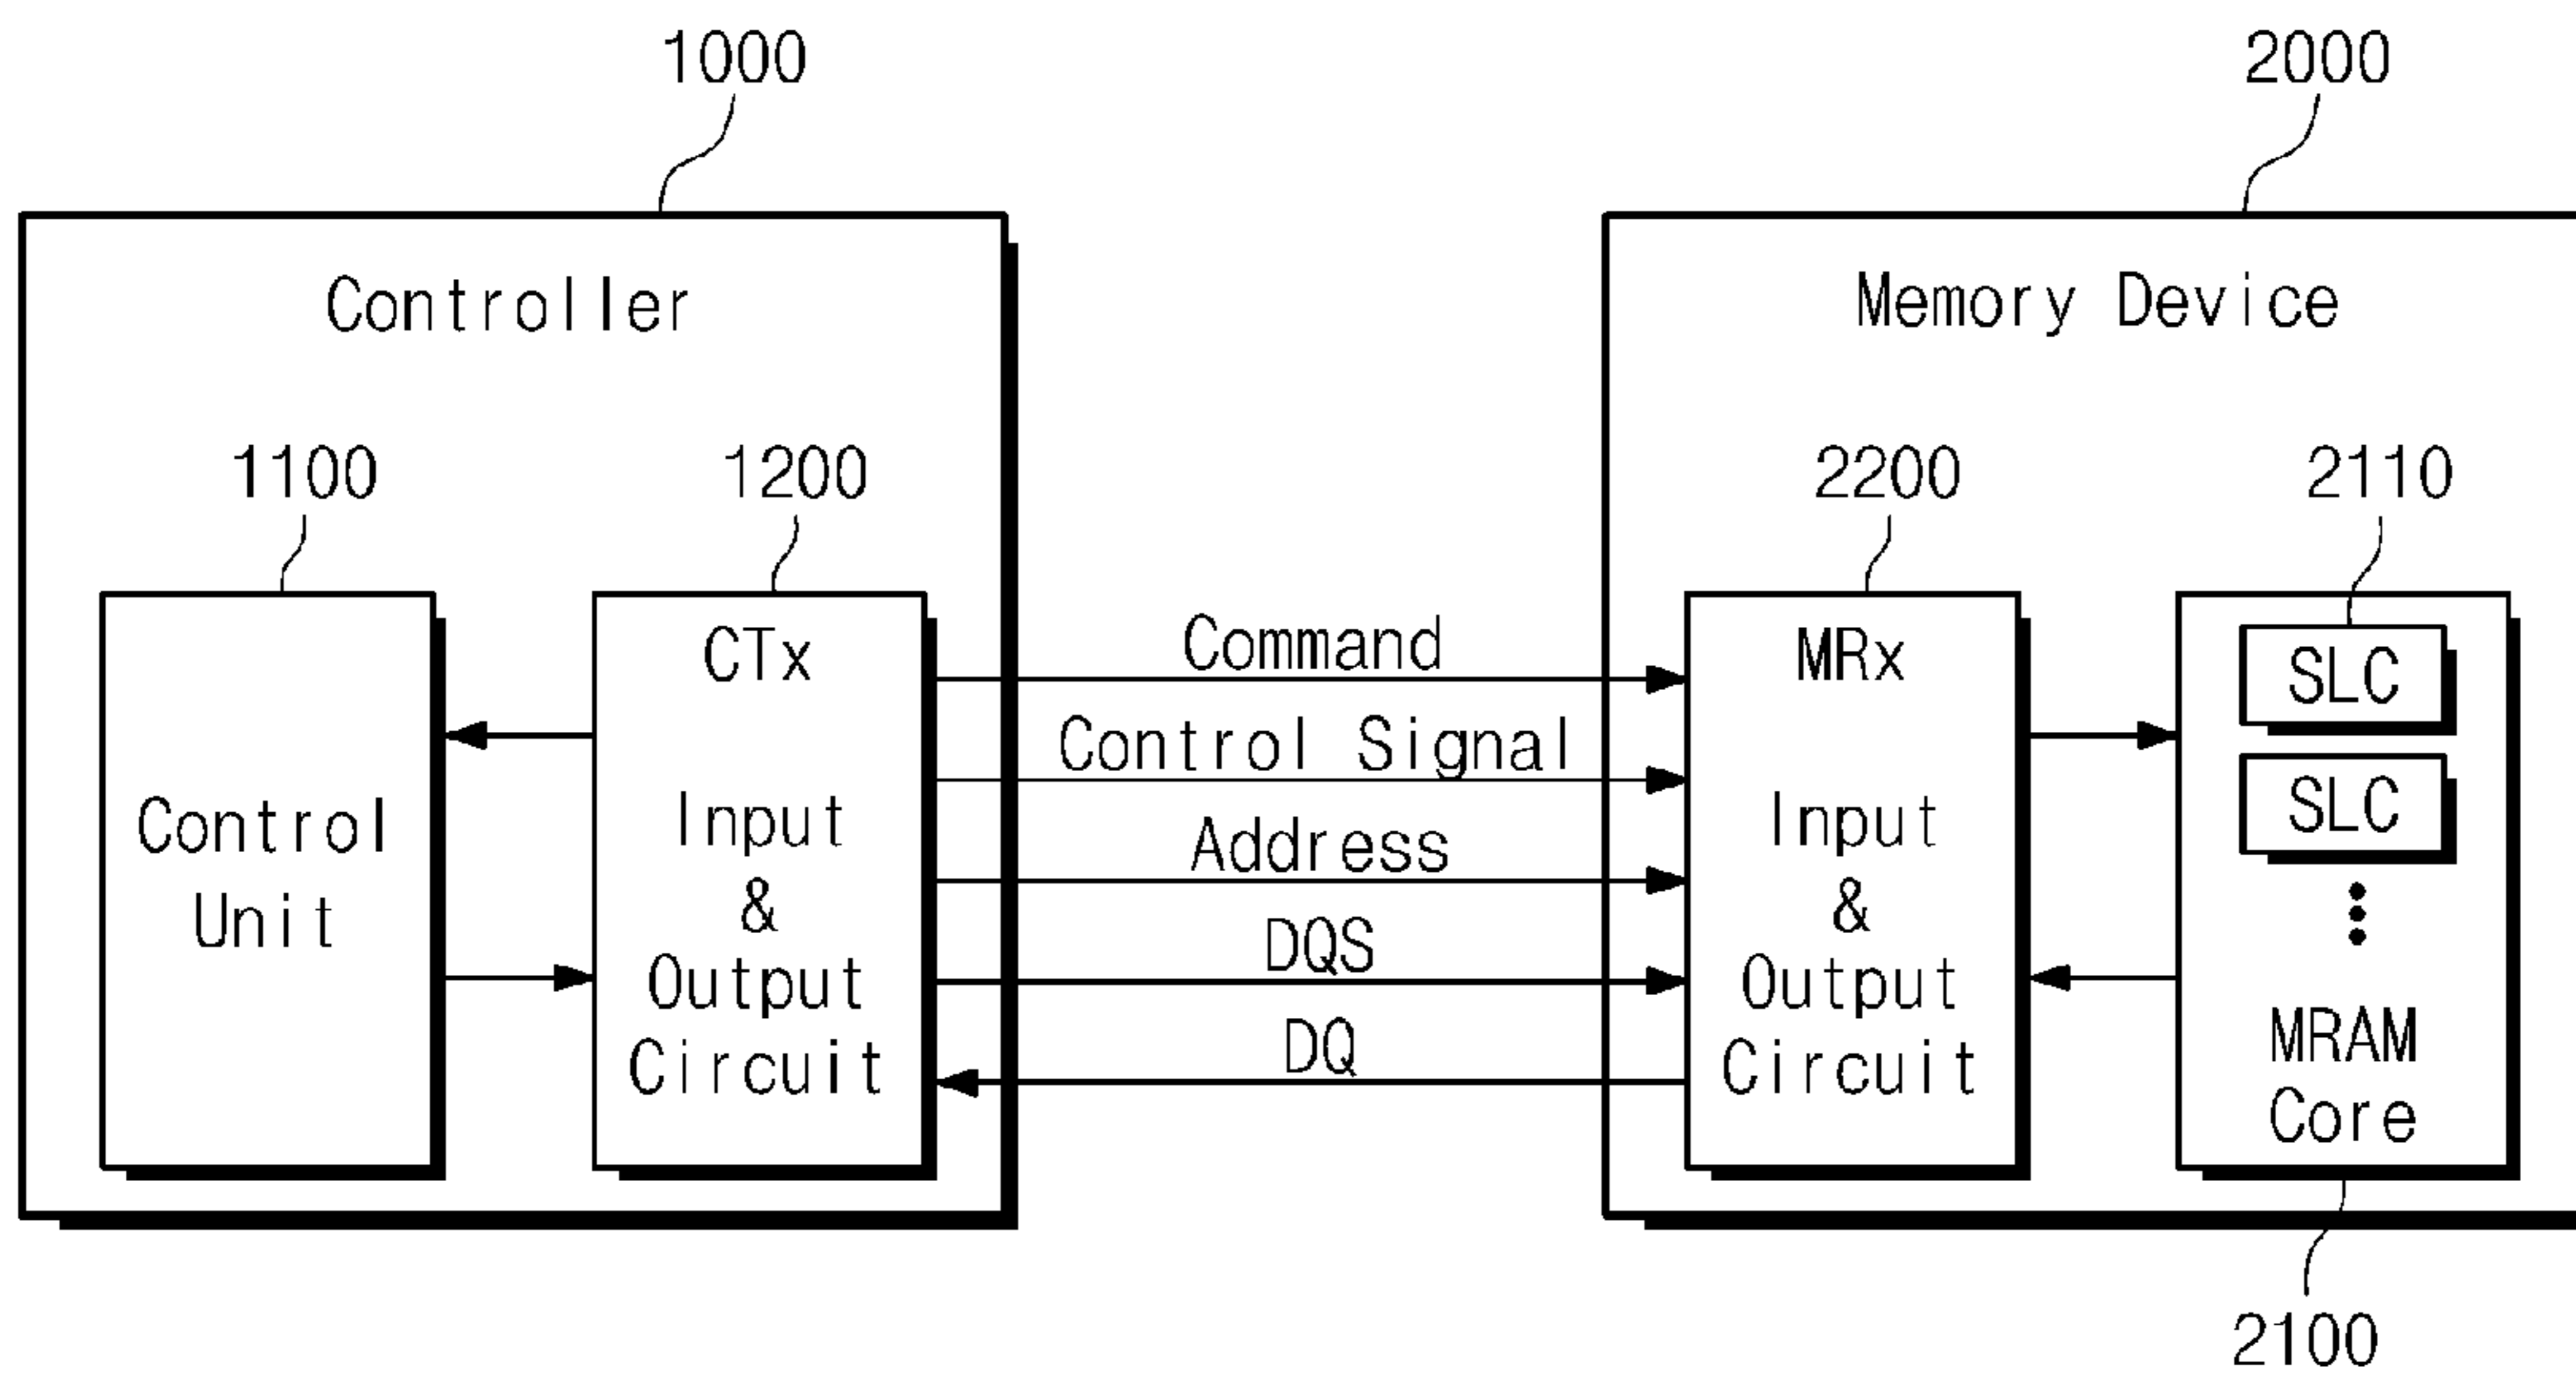 1000
2000
Controller
Memory Device
1100
1200
2200
2110
Control
Unit
CTx
Input
&
Output
Circuit
Command
Control Signal
Address
DQS
DQ
MRx
Input
&
Output
Circuit
SLC
SLC
MRAM
Core
2100